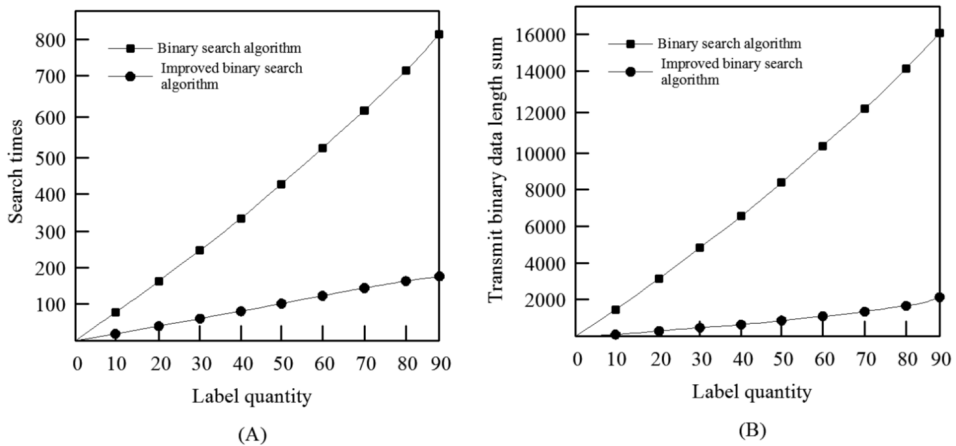 800
700
600
500
400
300
200
100
Search times
Binary search algorithm
Improved binary search
algorithm
0 10 20 30 40 50 60 70 80 90
Label quantity
(A)
16000
14000
12000
10000
8000
6000
4000
2000
Transmit binary data length sum
Binary search algorithm
Improved binary search
algorithm
0 10 20 30 40 50 60 70 80 90
Label quantity
(B)